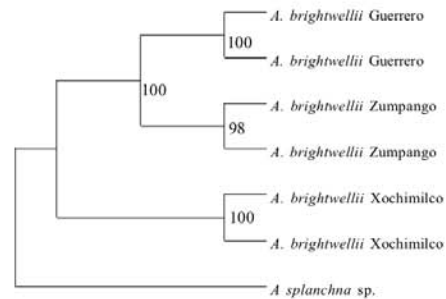 A. brightwellii Guerrero
100
A. brightwellii Guerrero
100
A. brightwellii Zumpango
98
A. brightwellii Zumpango
A. brightwellii Xochimilco
100
A. brightwellii Xochimilco
A splanchna sp.